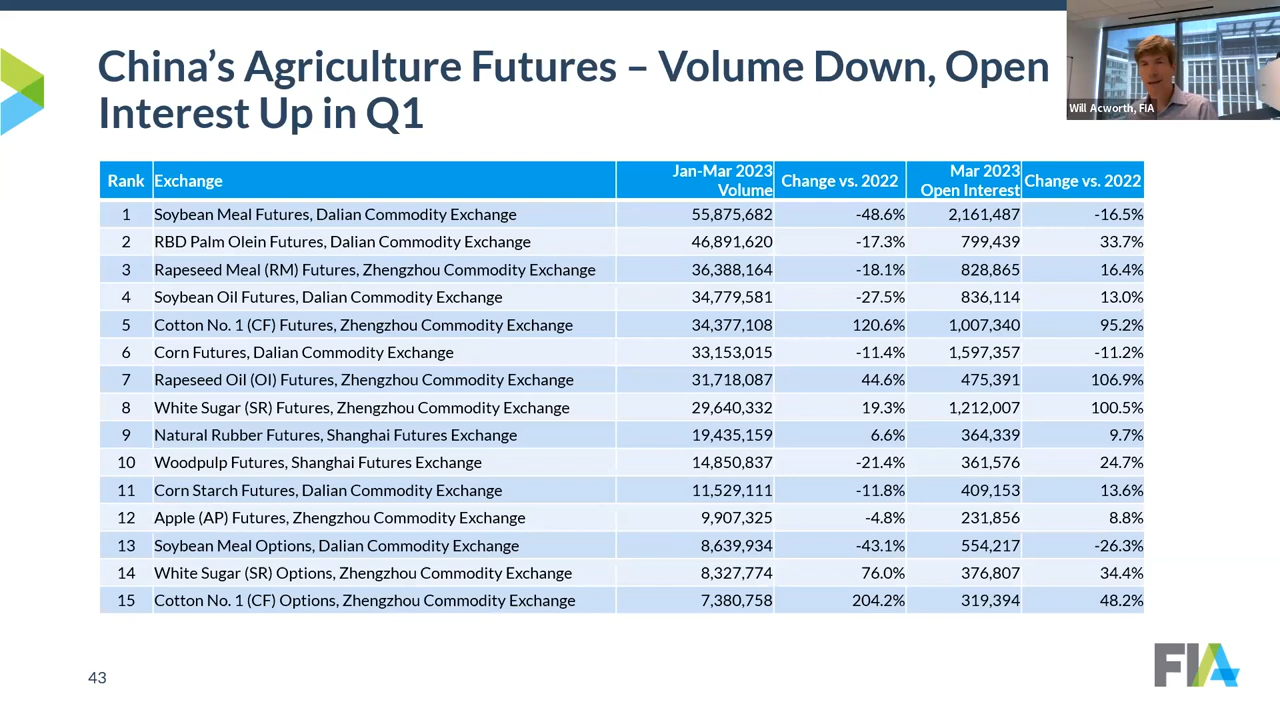 China's Agriculture Futures – Volume Down, Open
Interest Up in Q1
Will Acworth, FIA
Rank Exchange Jan-Mar 2023 Volume Change vs. 2022 Mar 2023 Open Interest Change vs. 2022
1 Soybean Meal Futures, Dalian Commodity Exchange 55,875,682 -48.6% 2,161,487 -16.5%
2 RBD Palm Olein Futures, Dalian Commodity Exchange 46,891,620 -17.3% 799,439 33.7%
3 Rapeseed Meal (RM) Futures, Zhengzhou Commodity Exchange 36,388,164 -18.1% 828,865 16.4%
4 Soybean Oil Futures, Dalian Commodity Exchange 34,779,581 -27.5% 836,114 13.0%
5 Cotton No. 1 (CF) Futures, Zhengzhou Commodity Exchange 34,377,108 120.6% 1,007,340 95.2%
6 Corn Futures, Dalian Commodity Exchange 33,153,015 -11.4% 1,597,357 -11.2%
7 Rapeseed Oil (OI) Futures, Zhengzhou Commodity Exchange 31,718,087 44.6% 475,391 106.9%
8 White Sugar (SR) Futures, Zhengzhou Commodity Exchange 29,640,332 19.3% 1,212,007 100.5%
9 Natural Rubber Futures, Shanghai Futures Exchange 19,435,159 6.6% 364,339 9.7%
10 Woodpulp Futures, Shanghai Futures Exchange 14,850,837 -21.4% 361,576 24.7%
11 Corn Starch Futures, Dalian Commodity Exchange 11,529,111 -11.8% 409,153 13.6%
12 Apple (AP) Futures, Zhengzhou Commodity Exchange 9,907,325 -4.8% 231,856 8.8%
13 Soybean Meal Options, Dalian Commodity Exchange 8,639,934 -43.1% 554,217 -26.3%
14 White Sugar (SR) Options, Zhengzhou Commodity Exchange 8,327,774 76.0% 376,807 34.4%
15 Cotton No. 1 (CF) Options, Zhengzhou Commodity Exchange 7,380,758 204.2% 319,394 48.2%
43
FIA